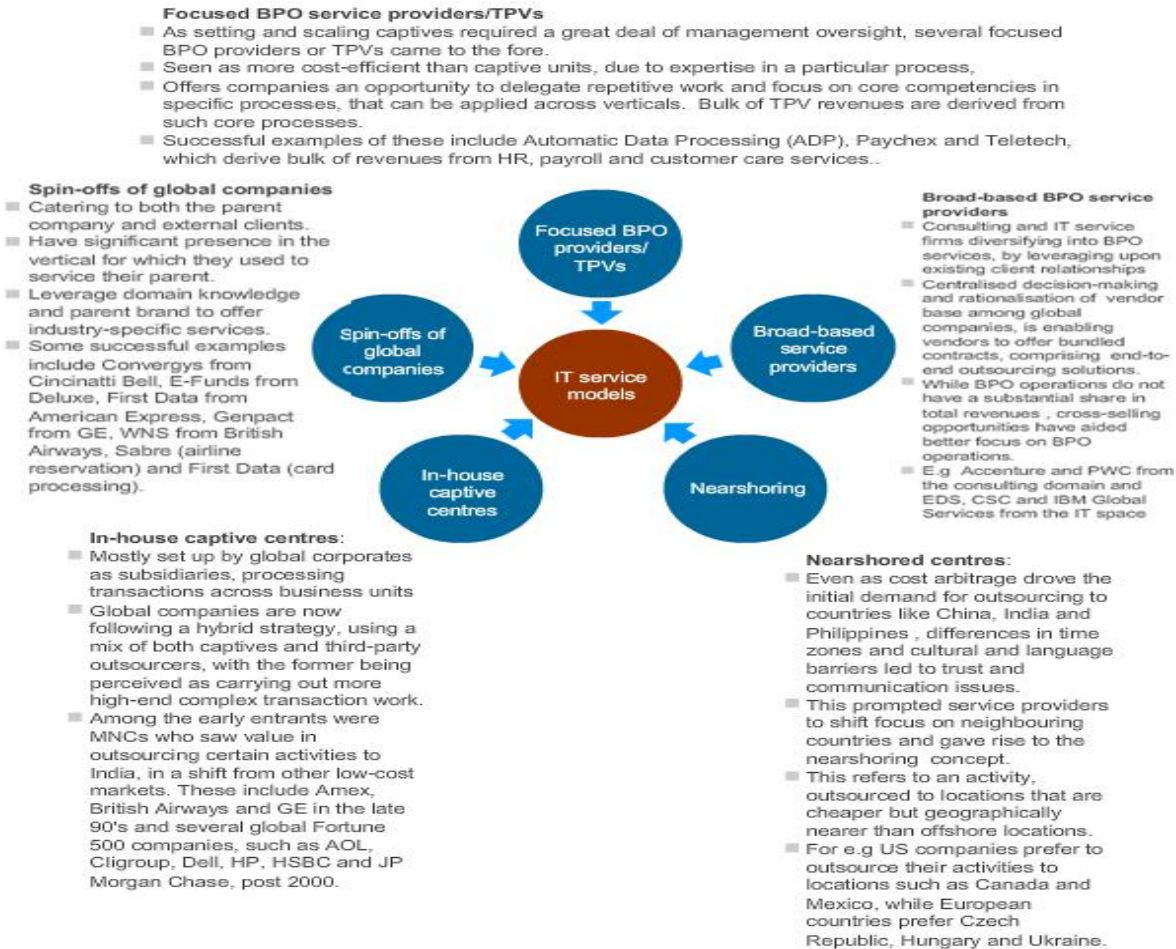 Focused BPO service providers/TPVs
As setting and scaling captives required a great deal of management oversight, several focused
BPO providers or TPVs came to the fore.
Seen as more cost-efficient than captive units, due to expertise in a particular process,
Offers companies an opportunity to delegate repetitive work and focus on core competencies in
specific processes, that can be applied across verticals. Bulk of TPV revenues are derived from
such core processes.
Successful examples of these include Automatic Data Processing (ADP), Paychex and Teletech,
which derive bulk of revenues from HR, payroll and customer care services..
Spin-offs of global companies
Catering to both the parent
company and external clients.
Have significant presence in the
vertical for which they used to
service their parent.
Leverage domain knowledge
and parent brand to offer
industry-specific services.
Some successful examples
include Convergys from
Cincinatti Bell, E-Funds from
Deluxe, First Data from
American Express, Genpact
from GE, WNS from British
Airways, Sabre (airline
reservation) and First Data (card
processing).
Focused BPO
providers/
TPVs
Spin-offs of
global
companies
IT service
models
Broad-based
service
providers
In-house
captive
centres
Nearshoring
Broad-based BPO service
providers
Consulting and IT service
firms diversifying into BPO
services, by leveraging upon
existing client relationships
Centralised decision-making
and rationalisation of vendor
base among global
companies, is enabling
vendors to offer bundled
contracts, comprising end-to-
end outsourcing solutions.
While BPO operations do not
have a substantial share in
total revenues , cross-selling
opportunities have aided
better focus on BPO
operations.
E.g Accenture and PWC from
the consulting domain and
EDS, CSC and IBM Global
Services from the IT space
In-house captive centres:
Mostly set up by global corporates
as subsidiaries, processing
transactions across business units
Global companies are now
following a hybrid strategy, using a
mix of both captives and third-party
outsourcers, with the former being
perceived as carrying out more
high-end complex transaction work.
Among the early entrants were
MNCs who saw value in
outsourcing certain activities to
India, in a shift from other low-cost
markets. These include Amex,
British Airways and GE in the late
90's and several global Fortune
500 companies, such as AOL,
Cligroup, Dell, HP, HSBC and JP
Morgan Chase, post 2000.
Nearshored centres:
Even as cost arbitrage drove the
initial demand for outsourcing to
countries like China, India and
Philippines , differences in time
zones and cultural and language
barriers led to trust and
communication issues.
This prompted service providers
to shift focus on neighbouring
countries and gave rise to the
nearshoring concept.
This refers to an activity,
outsourced to locations that are
cheaper but geographically
nearer than offshore locations.
For e.g US companies prefer to
outsource their activities to
locations such as Canada and
Mexico, while European
countries prefer Czech
Republic, Hungary and Ukraine.